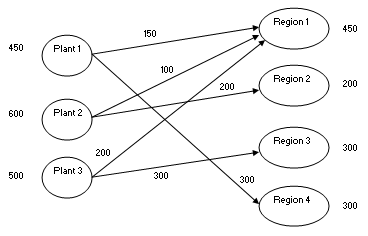 450
Plant 1
150
Region 1
450
600
Plant 2
100
200
Region 2
200
500
Plant 3
200
300
Region 3
300
300
Region 4
300